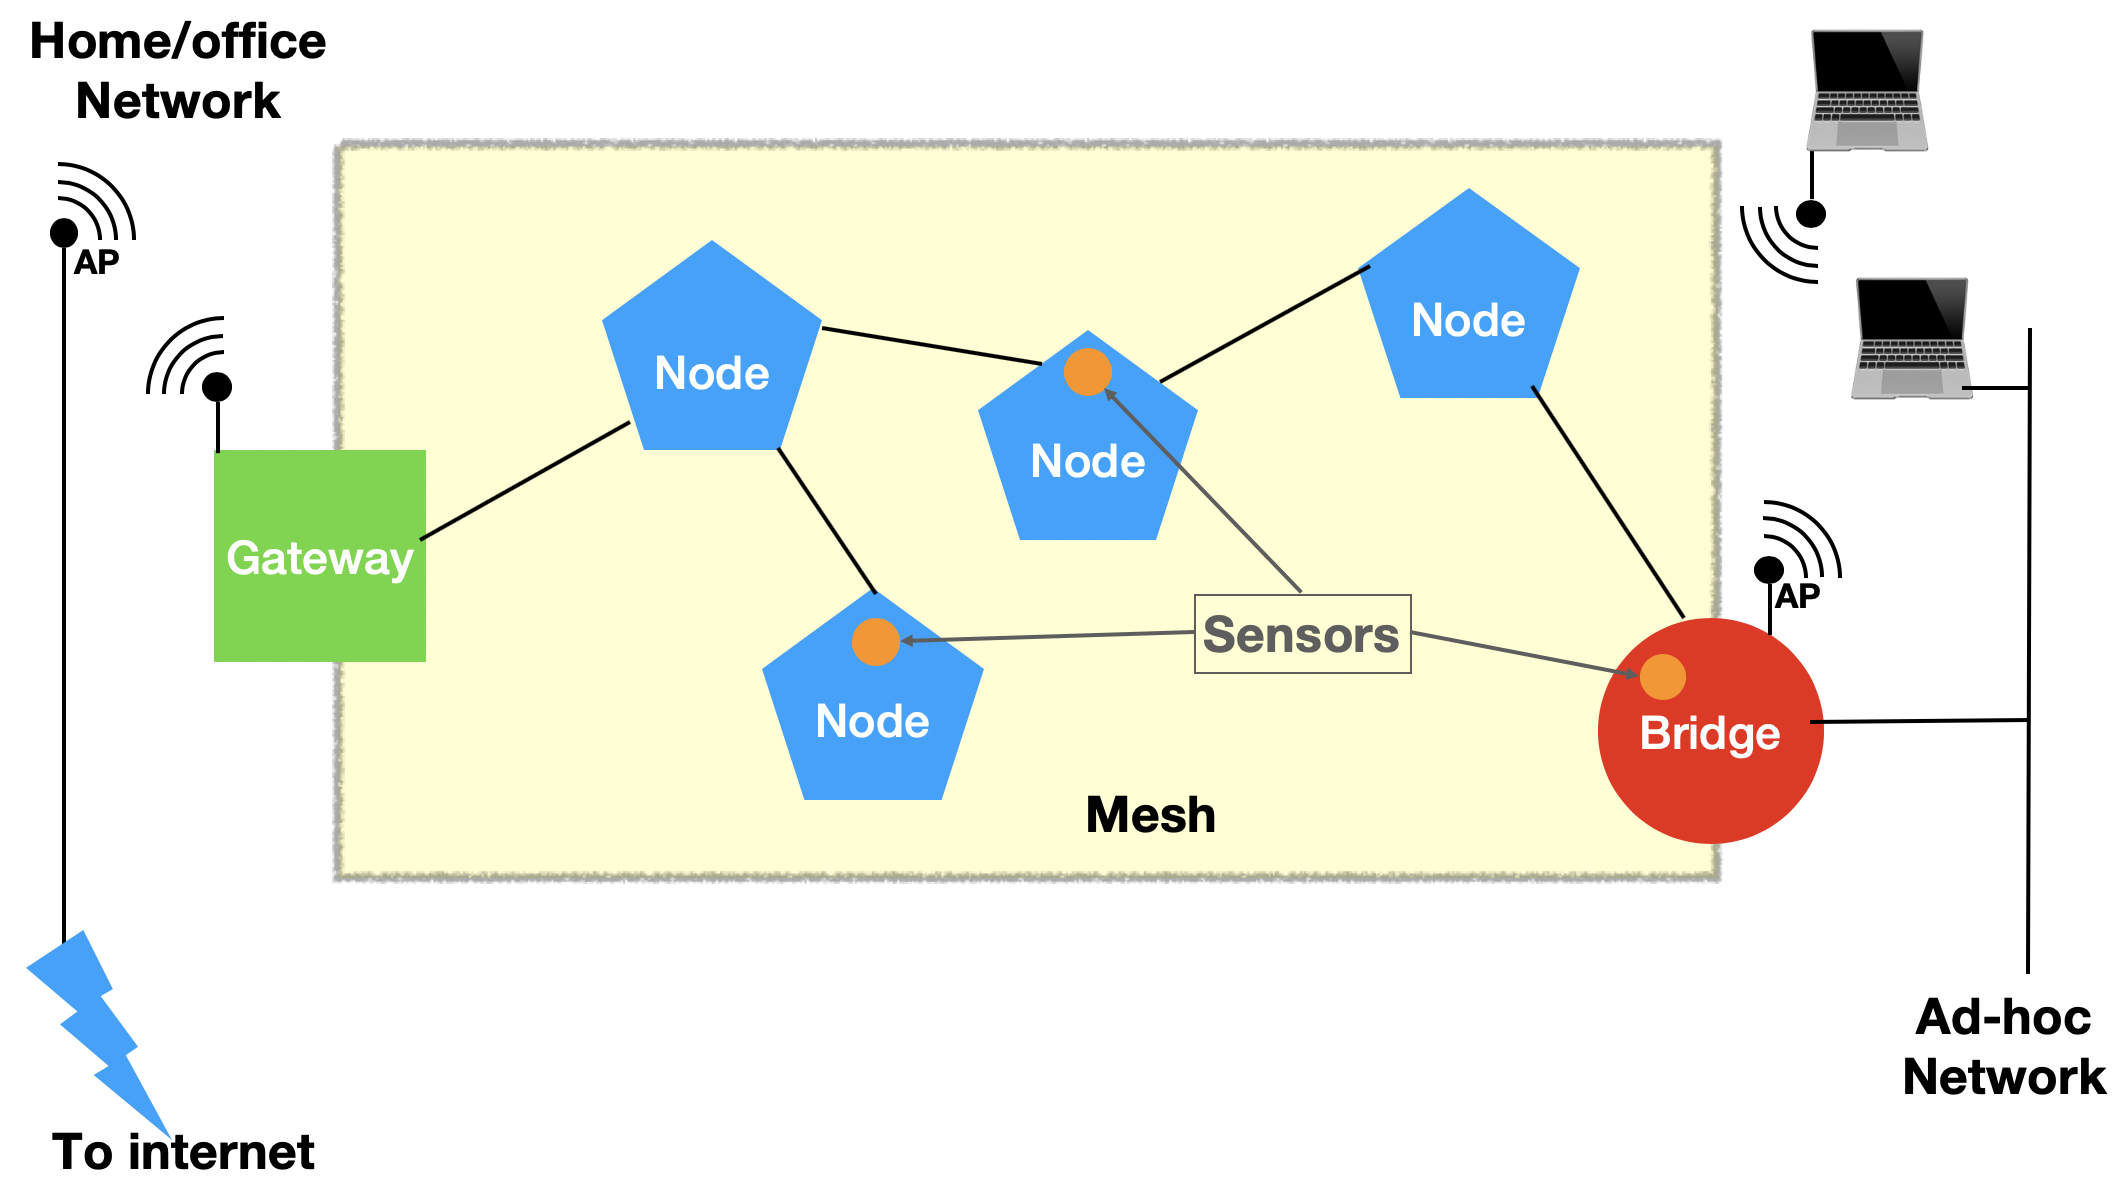 Home/office
Network
AP
Node
Node
Node
Gateway
Node
Sensors
AP
Bridge
Mesh
Ad-hoc
Network
To internet